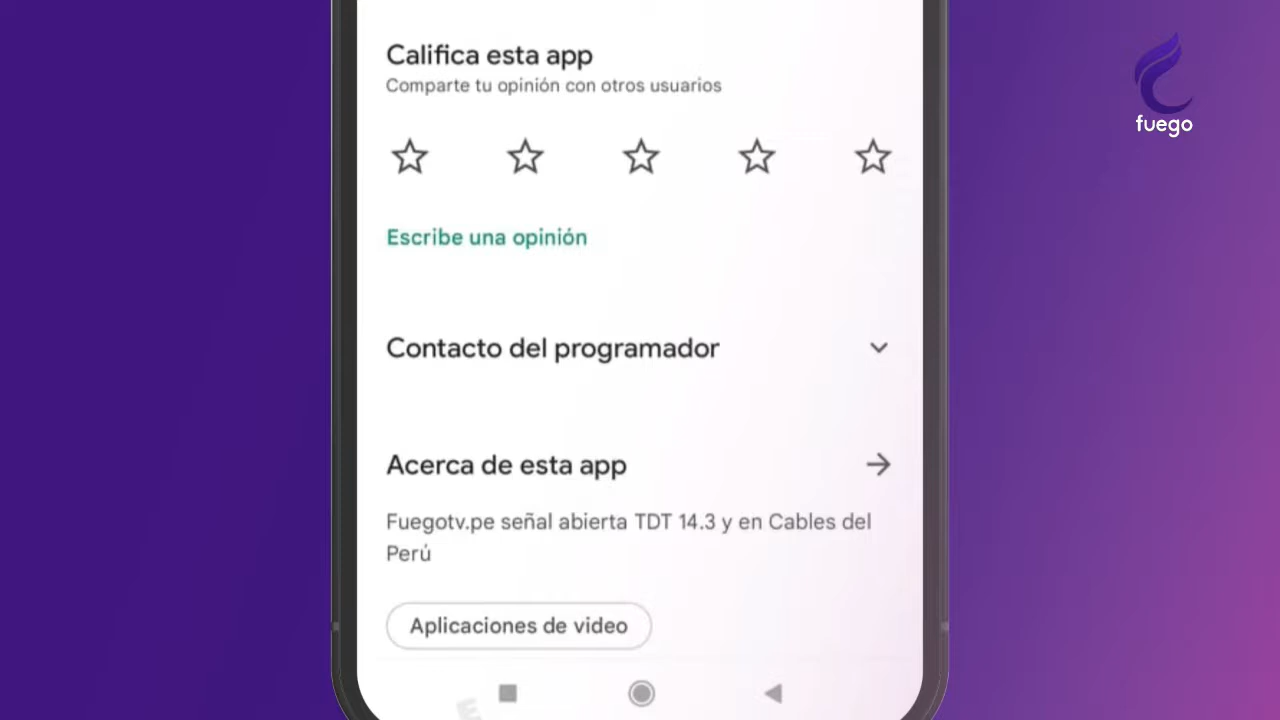 Califica esta app
Comparte tu opinión con otros usuarios
fuego
Escribe una opinión
Contacto del programador
Acerca de esta app
Fuegotv.pe señal abierta TDT 14.3 y en Cables del
Perú
Aplicaciones de video
E